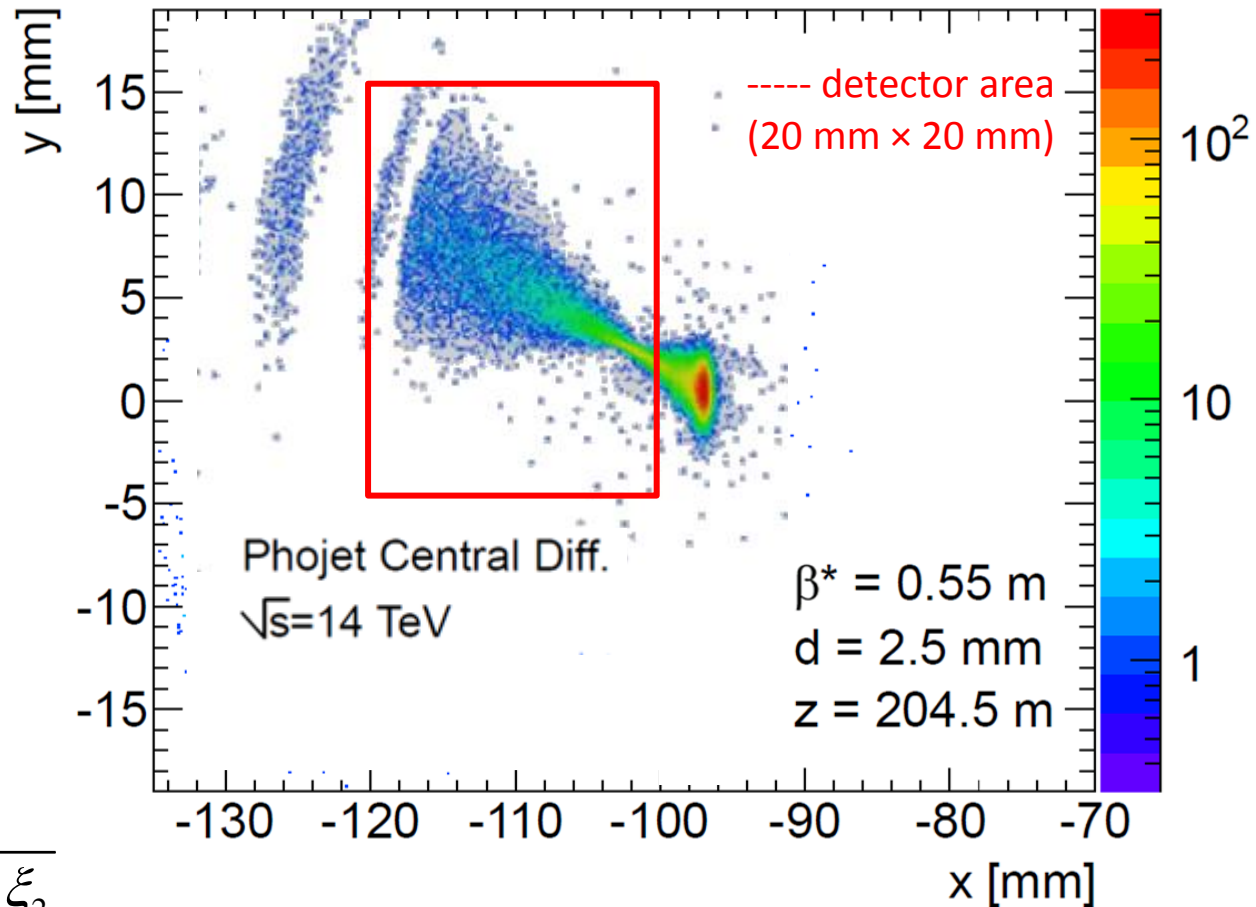 y [mm]
15
10
5
0
-5
-10
-15
----- detector area
(20 mm × 20 mm)
Phojet Central Diff.
√s=14 TeV
β* = 0.55 m
d = 2.5 mm
z = 204.5 m
10²
10
1
-130 -120 -110 -100 -90 -80 -70
x [mm]
ξ₂